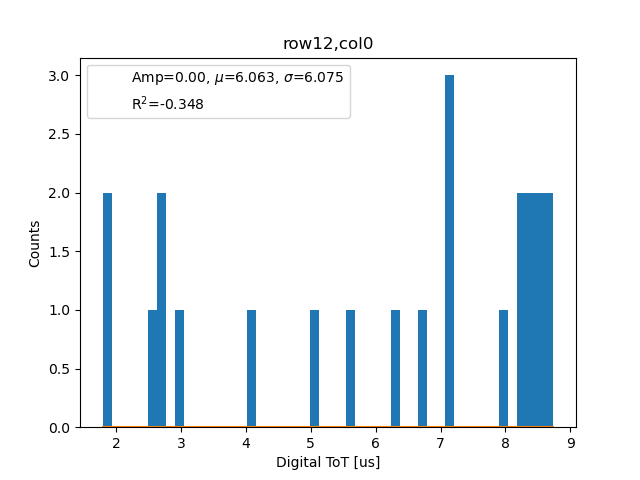 row12,col0
Amp=0.00, μ=6.063, σ=6.075
R²=-0.348
3.0
2.5
2.0
1.5
1.0
0.5
0.0
Counts
2 3 4 5 6 7 8 9
Digital ToT [us]